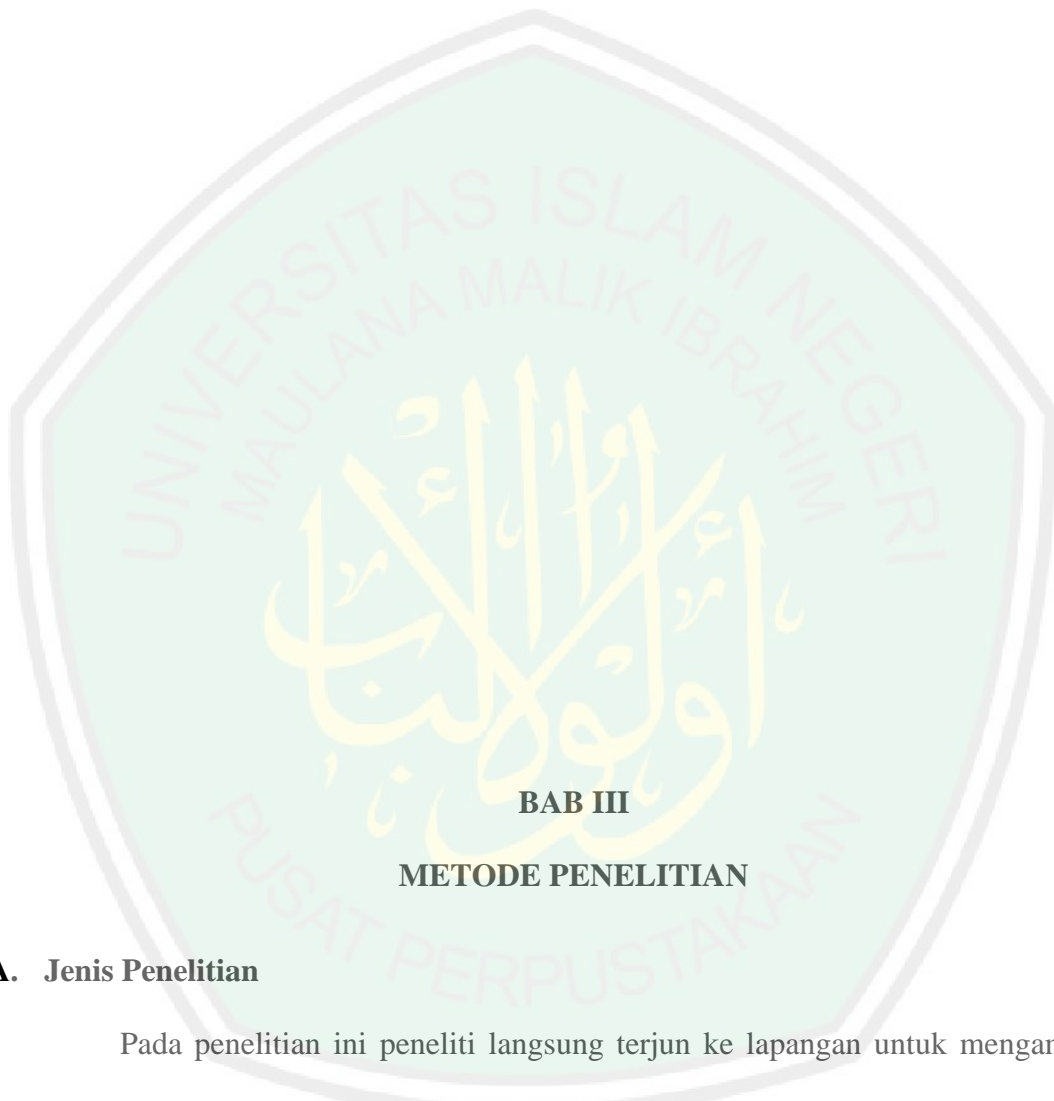 UNIVERSITAS ISLAM NEGERI
MAULANA MALIK IBRAHIM
BAB III
METODE PENELITIAN
A. Jenis Penelitian
Pada penelitian ini peneliti langsung terjun ke lapangan untuk mengan
PUSAT PERPUSTAKAAN